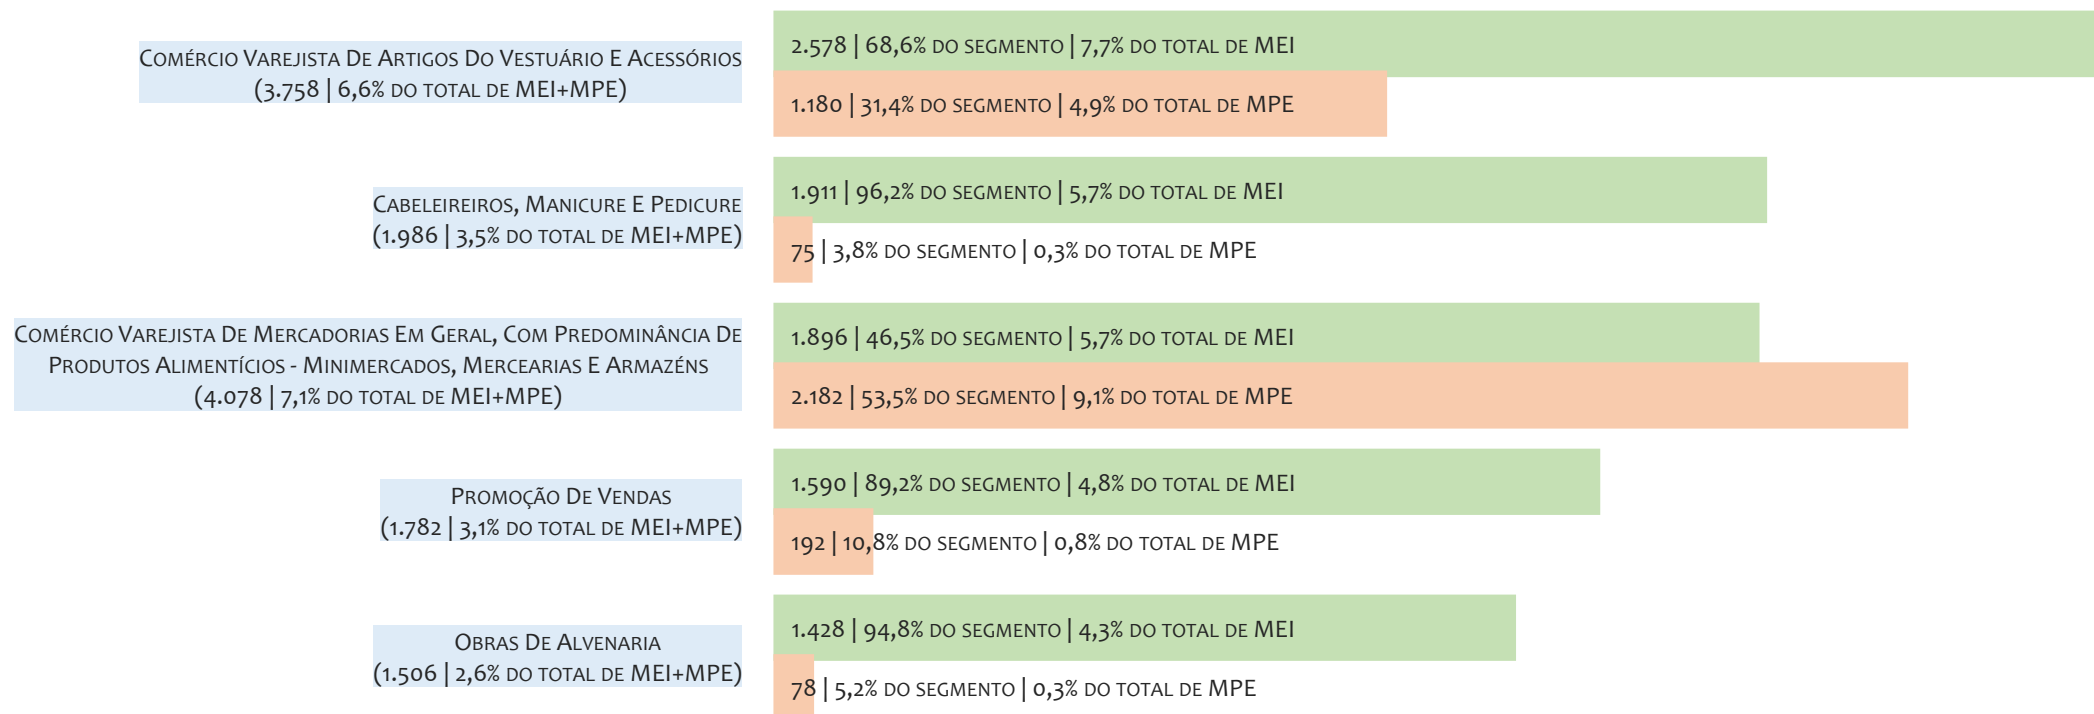 Comércio Varejista De Artigos Do Vestuário E Acessórios
(3.758 | 6,6% do total de MEI+MPE)
2.578 | 68,6% do segmento | 7,7% do total de MEI
1.180 | 31,4% do segmento | 4,9% do total de MPE
Cabeleireiros, Manicure E Pedicure
(1.986 | 3,5% do total de MEI+MPE)
1.911 | 96,2% do segmento | 5,7% do total de MEI
75 | 3,8% do segmento | 0,3% do total de MPE
Comércio Varejista De Mercadorias Em Geral, Com Predominância De
Produtos Alimentícios - Minimercados, Mercearias E Armazéns
(4.078 | 7,1% do total de MEI+MPE)
1.896 | 46,5% do segmento | 5,7% do total de MEI
2.182 | 53,5% do segmento | 9,1% do total de MPE
Promoção De Vendas
(1.782 | 3,1% do total de MEI+MPE)
1.590 | 89,2% do segmento | 4,8% do total de MEI
192 | 10,8% do segmento | 0,8% do total de MPE
Obras De Alvenaria
(1.506 | 2,6% do total de MEI+MPE)
1.428 | 94,8% do segmento | 4,3% do total de MEI
78 | 5,2% do segmento | 0,3% do total de MPE